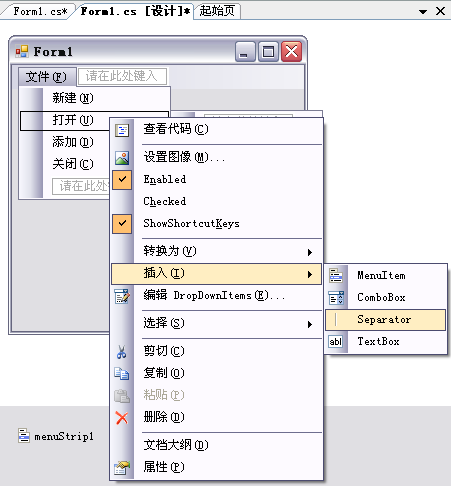 Form1.cs* Form1.cs [设计]* 起始页
Form1
文件(F) 请在此处键入
新建(N)
打开(O)
添加(D)
关闭(C)
请在此处键
查看代码(C)
设置图像(M)...
Enabled
Checked
ShowShortcutKeys
转换为(V)
插入(I)
编辑 DropDownItems(E)...
选择(S)
剪切(C)
复制(O)
粘贴(P)
删除(D)
文档大纲(D)
属性(P)
MenuItem
ComboBox
Separator
abl TextBox
menuStrip1